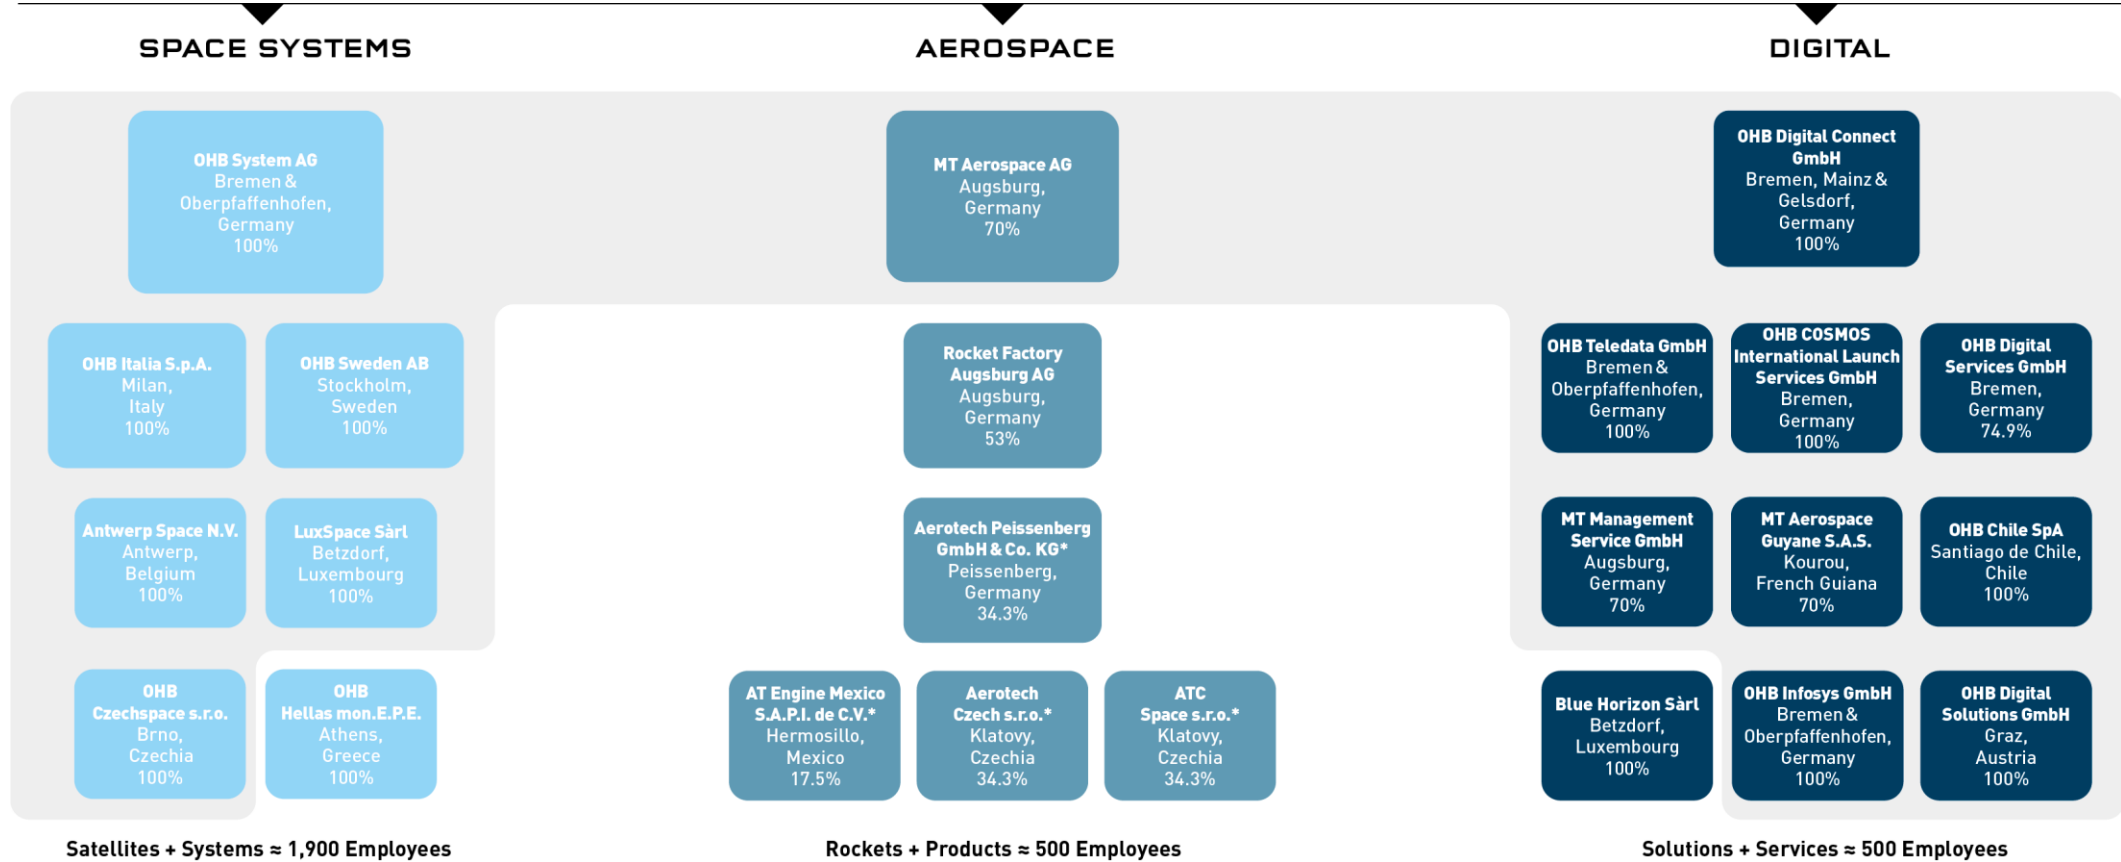 SPACE SYSTEMS
OHB System AG
Bremen &
Oberpfaffenhofen,
Germany
100%
OHB Italia S.p.A.
Milan,
Italy
100%
OHB Sweden AB
Stockholm,
Sweden
100%
Antwerp Space N.V.
Antwerp,
Belgium
100%
LuxSpace Sàrl
Betzdorf,
Luxembourg
100%
OHB
Czechspace s.r.o.
Brno,
Czechia
100%
OHB
Hellas mon.E.P.E.
Athens,
Greece
100%
Satellites + Systems ≈ 1,900 Employees
AEROSPACE
MT Aerospace AG
Augsburg,
Germany
70%
Rocket Factory
Augsburg AG
Augsburg,
Germany
53%
Aerotech Peissenberg
GmbH & Co. KG*
Peissenberg,
Germany
34.3%
AT Engine Mexico
S.A.P.I. de C.V.*
Hermosillo,
Mexico
17.5%
Aerotech
Czech s.r.o.*
Klatovy,
Czechia
34.3%
ATC
Space s.r.o.*
Klatovy,
Czechia
34.3%
Rockets + Products ≈ 500 Employees
DIGITAL
OHB Digital Connect
GmbH
Bremen, Mainz &
Gelsdorf,
Germany
100%
OHB Teledata GmbH
Bremen &
Oberpfaffenhofen,
Germany
100%
OHB COSMOS
International Launch
Services GmbH
Bremen,
Germany
100%
OHB Digital
Services GmbH
Bremen,
Germany
74.9%
MT Management
Service GmbH
Augsburg,
Germany
70%
MT Aerospace
Guyane S.A.S.
Kourou,
French Guiana
70%
OHB Chile SpA
Santiago de Chile,
Chile
100%
Blue Horizon Sàrl
Betzdorf,
Luxembourg
100%
OHB Infosys GmbH
Bremen &
Oberpfaffenhofen,
Germany
100%
OHB Digital
Solutions GmbH
Graz,
Austria
100%
Solutions + Services ≈ 500 Employees